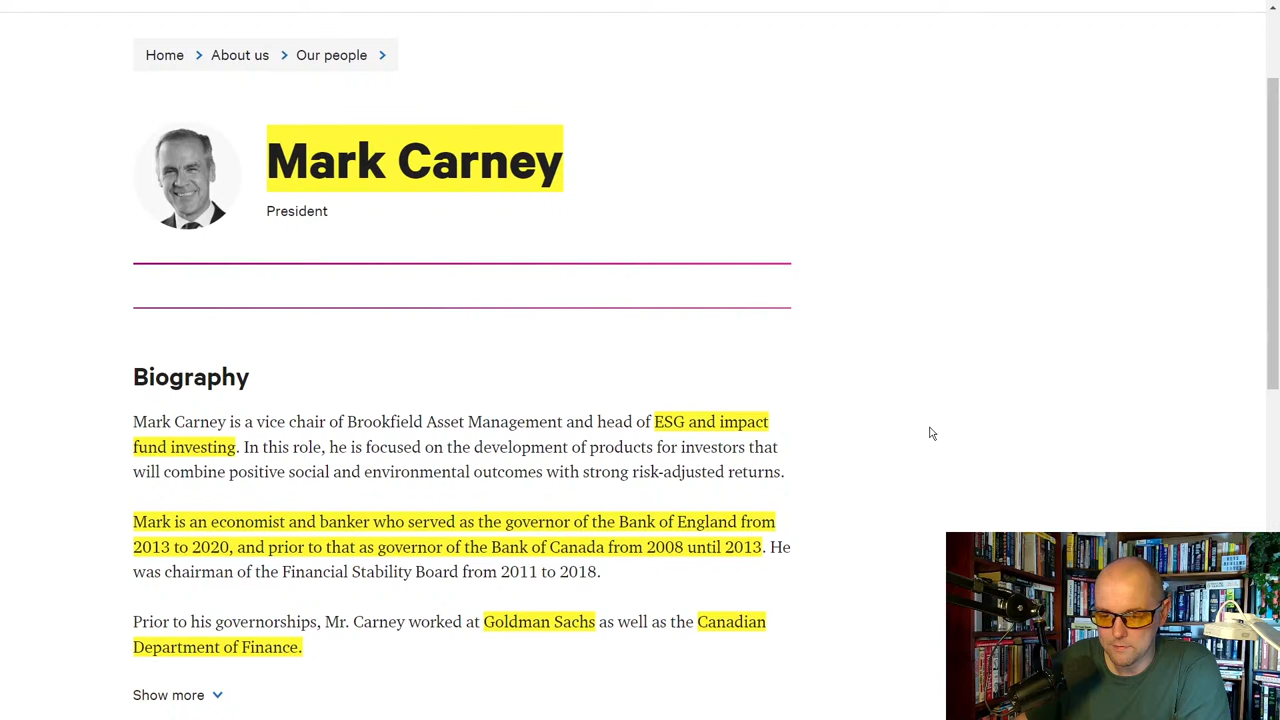 Home > About us > Our people >
Mark Carney
President
Biography
Mark Carney is a vice chair of Brookfield Asset Management and head of ESG and impact
fund investing. In this role, he is focused on the development of products for investors that
will combine positive social and environmental outcomes with strong risk-adjusted returns.
Mark is an economist and banker who served as the governor of the Bank of England from
2013 to 2020, and prior to that as governor of the Bank of Canada from 2008 until 2013. He
was chairman of the Financial Stability Board from 2011 to 2018.
Prior to his governorships, Mr. Carney worked at Goldman Sachs as well as the Canadian
Department of Finance.
Show more